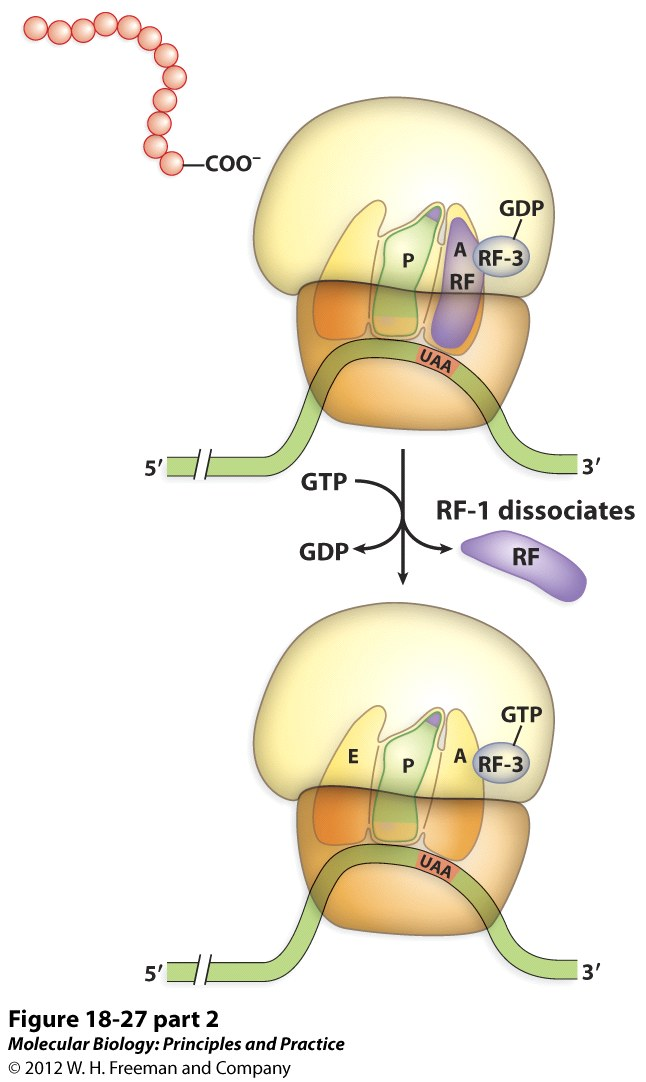 COO⁻
GDP
P
A
RF-3
RF
UAA
5′
3′
GTP
RF-1 dissociates
GDP
RF
GTP
E
P
A
RF-3
UAA
5′
3′
Figure 18-27 part 2
Molecular Biology: Principles and Practice
© 2012 W. H. Freeman and Company